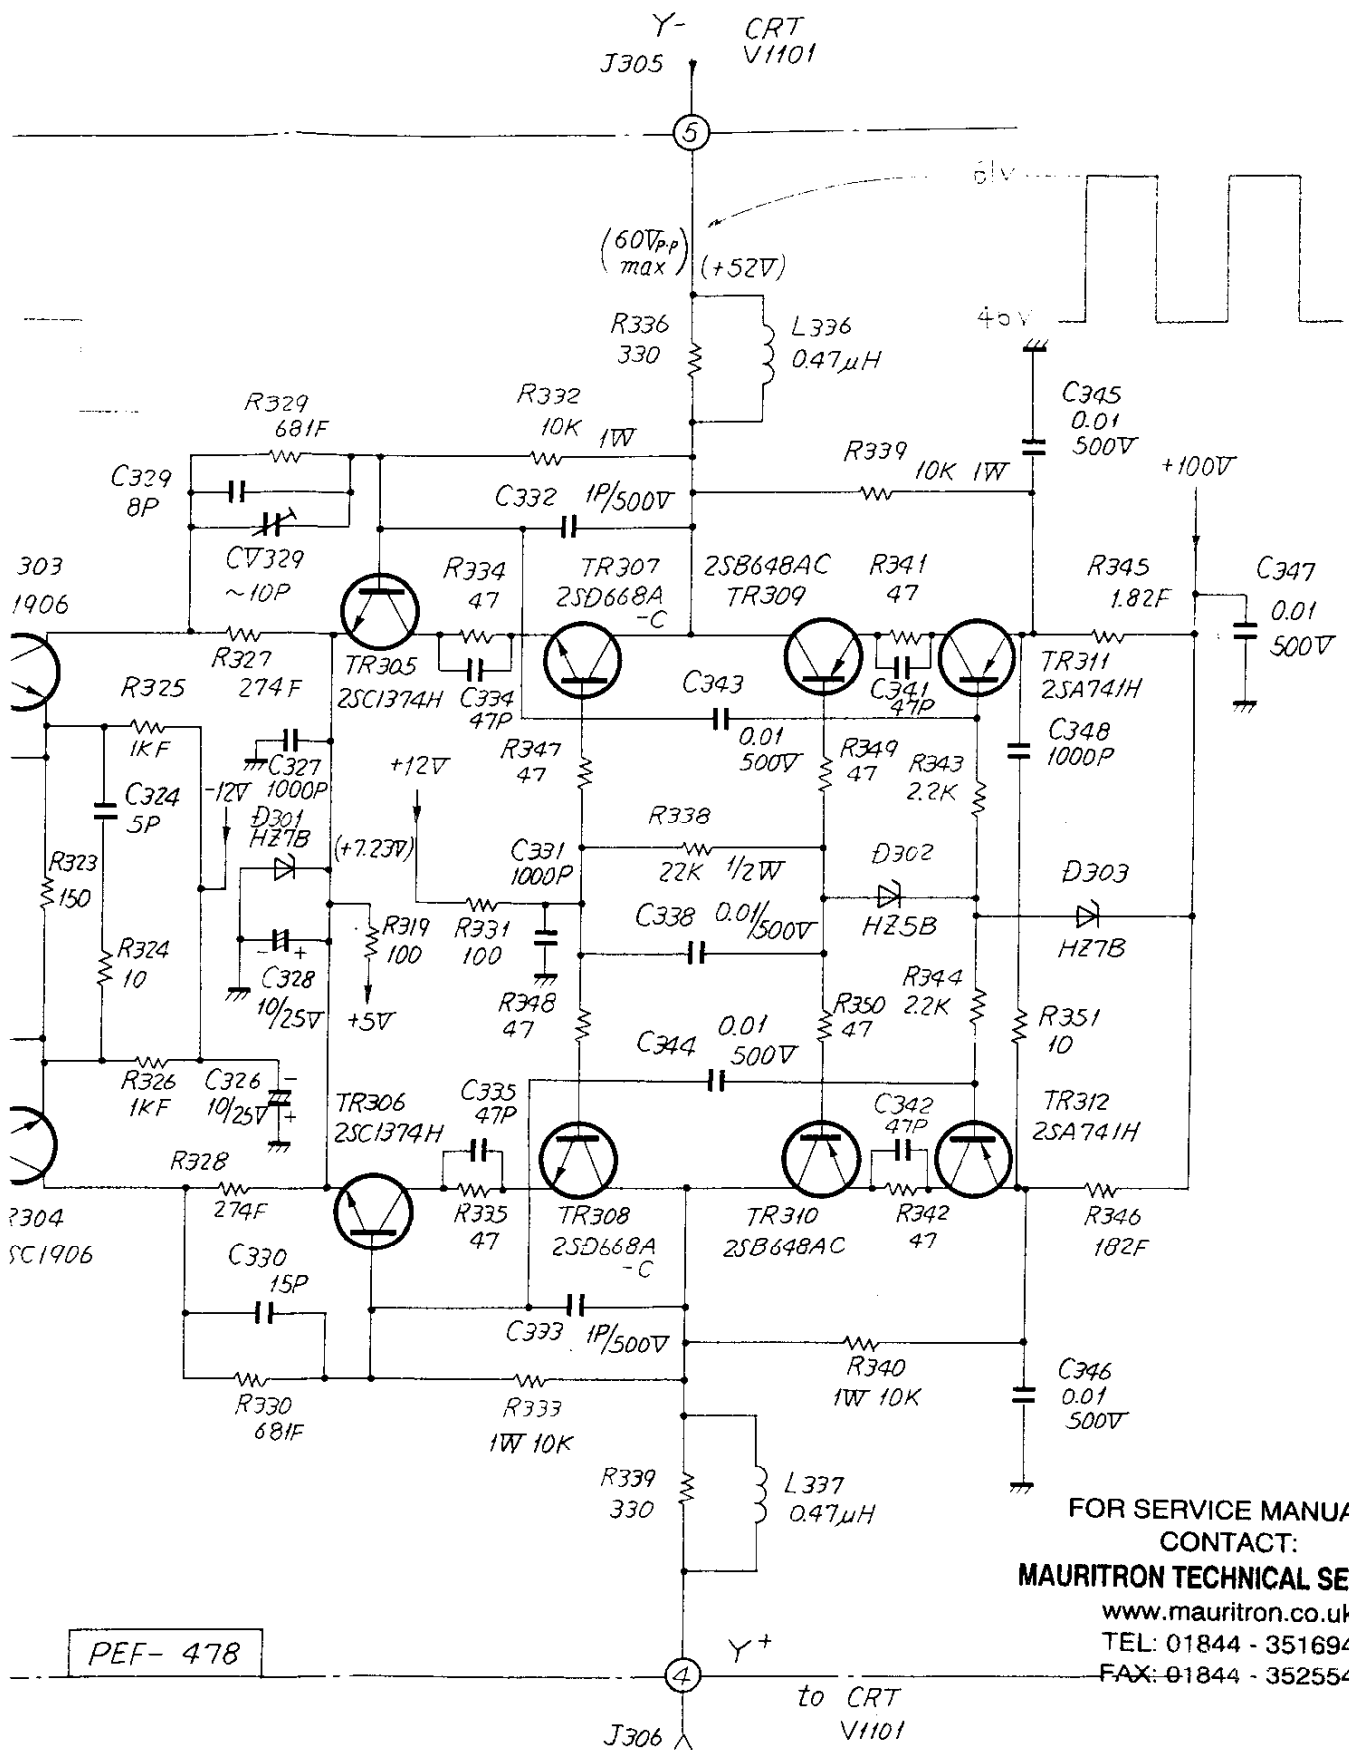 Y-
CRT
J305
V1101
5
61V
(60Vp.p
max)
(+52V)
R336
330
L336
0.47µH
R329
681F
R332
10K 1W
C345
0.01
500V
R339
10K 1W
+100V
C329
8P
C332
1P/500V
CV329
~10P
303
1906
R334
47
TR307
2SD668A
-C
2SB648AC
TR309
R341
47
R345
1.82F
C347
0.01
500V
R327
274F
TR305
2SC1374H
C334
47P
C343
0.01
500V
C341
47P
TR311
2SA741H
R325
1KF
C327
1000P
+12V
R347
47
R349
47
R343
2.2K
C348
1000P
C324
5P
-12V
D301
HZ7B
(+7.23V)
C331
1000P
R338
22K 1/2W
D302
HZ5B
D303
HZ7B
R323
150
R319
100
R331
100
C338
0.01/500V
R324
10
C328
10/25V
- +
+5V
R348
47
R350
47
R344
2.2K
R351
10
C344
0.01
500V
R326
1KF
C326
10/25V
-
+
TR306
2SC1374H
C335
47P
C342
47P
TR312
2SA741H
R328
274F
R304
SC1906
R335
47
TR308
2SD668A
-C
TR310
2SB648AC
R342
47
R346
182F
C330
15P
C333
1P/500V
R330
681F
R333
1W 10K
R340
1W 10K
C346
0.01
500V
R339
330
L337
0.47µH
FOR SERVICE MANUA
CONTACT:
MAURITRON TECHNICAL SE
www.mauritron.co.uk
TEL: 01844 - 351694
FAX: 01844 - 352554
PEF- 478
Y+
4
to CRT
V1101
J306